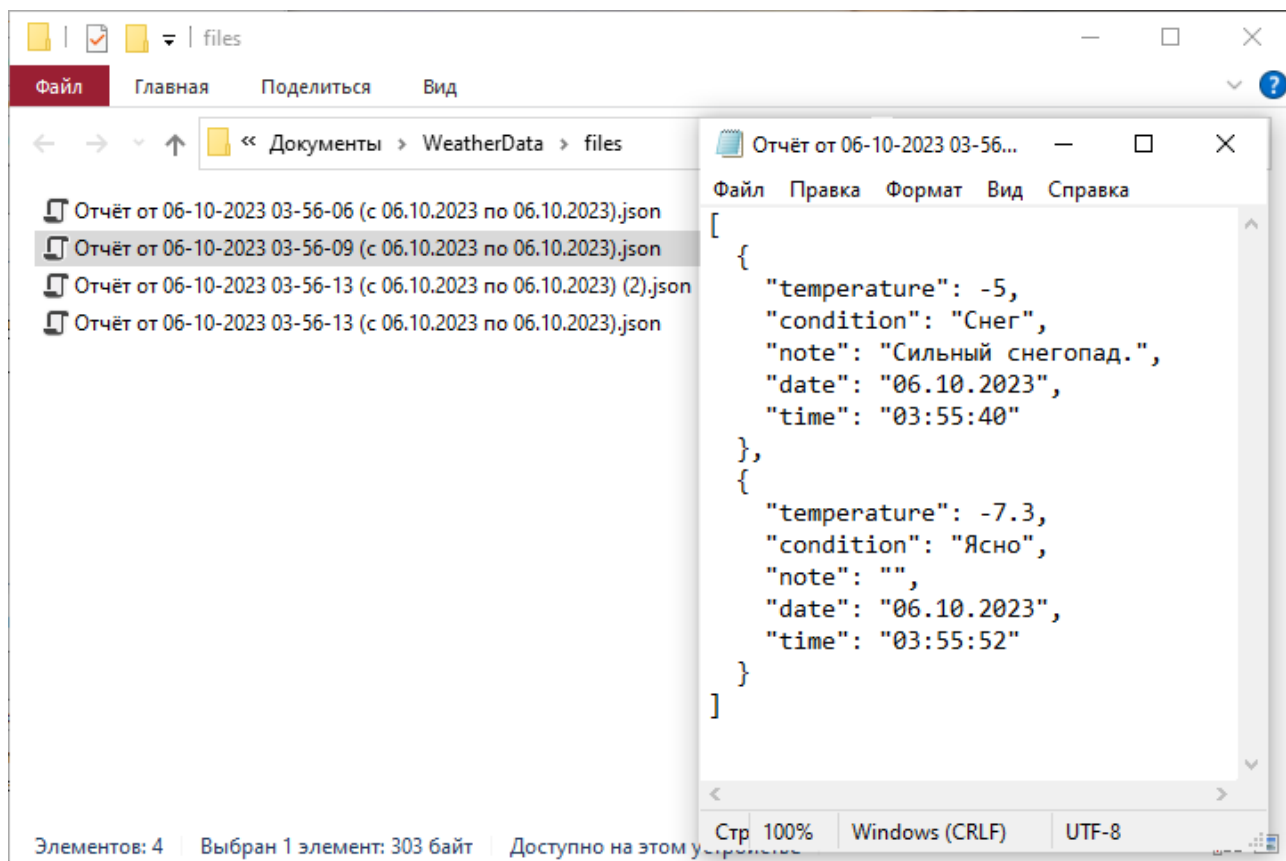 files
Файл Главная Поделиться Вид
« Документы > WeatherData > files
Отчёт от 06-10-2023 03-56-06 (с 06.10.2023 по 06.10.2023).json
Отчёт от 06-10-2023 03-56-09 (с 06.10.2023 по 06.10.2023).json
Отчёт от 06-10-2023 03-56-13 (с 06.10.2023 по 06.10.2023) (2).json
Отчёт от 06-10-2023 03-56-13 (с 06.10.2023 по 06.10.2023).json
Элементов: 4 Выбран 1 элемент: 303 байт Доступно на этом устройстве
Отчёт от 06-10-2023 03-56...
Файл Правка Формат Вид Справка
[
{
"temperature": -5,
"condition": "Снег",
"note": "Сильный снегопад.",
"date": "06.10.2023",
"time": "03:55:40"
},
{
"temperature": -7.3,
"condition": "Ясно",
"note": "",
"date": "06.10.2023",
"time": "03:55:52"
}
]
Стр 100% Windows (CRLF) UTF-8